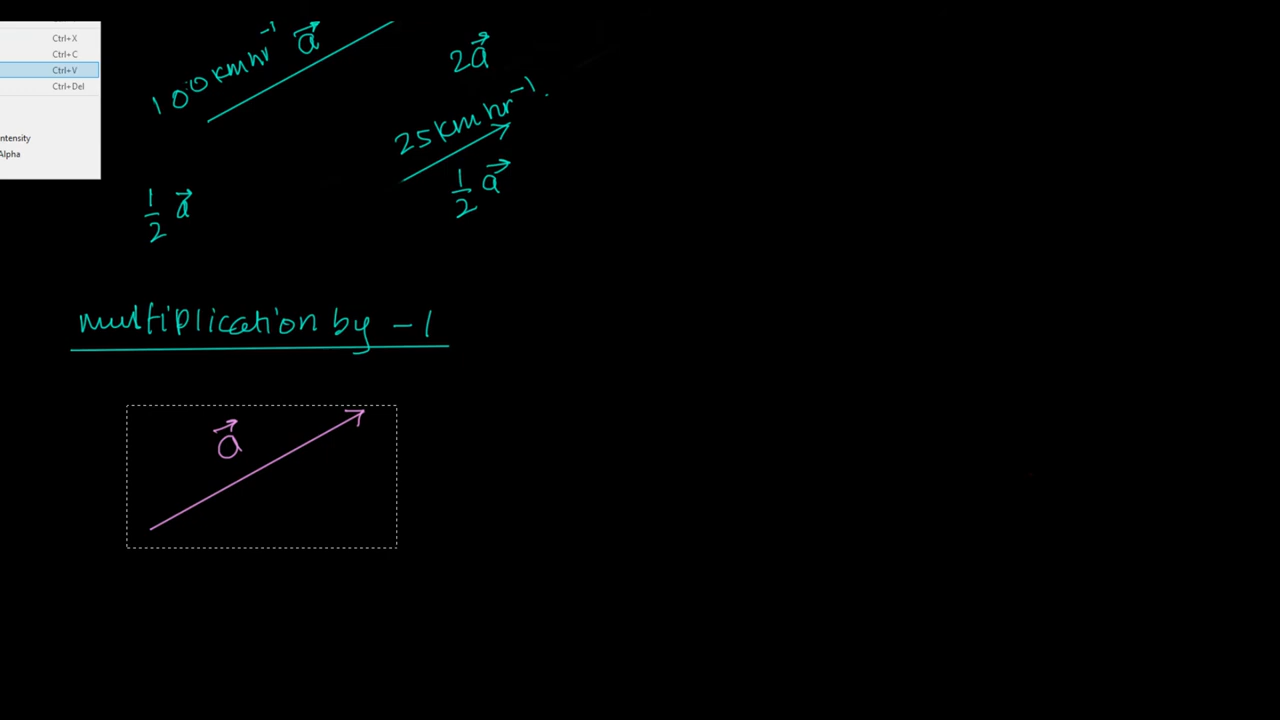 Ctrl+X
Ctrl+C
Ctrl+V
Ctrl+Del
ntensity
Alpha
100 km hr⁻¹ a⃗
2a⃗
25 km hr⁻¹.
1/2 a⃗
1/2 a⃗
multiplication by -1
a⃗